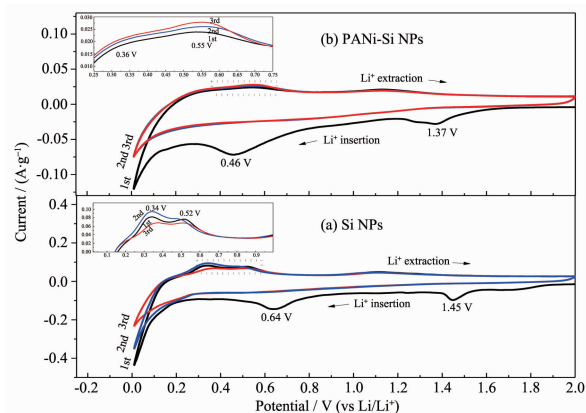 0.030
0.025
0.020
0.015
0.010
3rd
2nd
1st
0.36 V
0.55 V
0.25 0.30 0.35 0.40 0.45 0.50 0.55 0.60 0.65 0.70 0.75
(b) PANi-Si NPs
Li⁺ extraction
Li⁺ insertion
0.05
0.00
-0.05
-0.10
2nd 3rd
1st
0.46 V
1.37 V
Current / (A·g⁻¹)
0.10
0.08
0.06
0.04
0.02
0.00
2nd
1st
3rd
0.34 V
0.52 V
0.1 0.2 0.3 0.4 0.5 0.6 0.7 0.8 0.9
(a) Si NPs
Li⁺ extraction
Li⁺ insertion
0.4
0.2
0.0
-0.2
-0.4
3rd
2nd
1st
0.64 V
1.45 V
Current / (A·g⁻¹)
-0.2 0.0 0.2 0.4 0.6 0.8 1.0 1.2 1.4 1.6 1.8 2.0
Potential / V (vs Li/Li⁺)